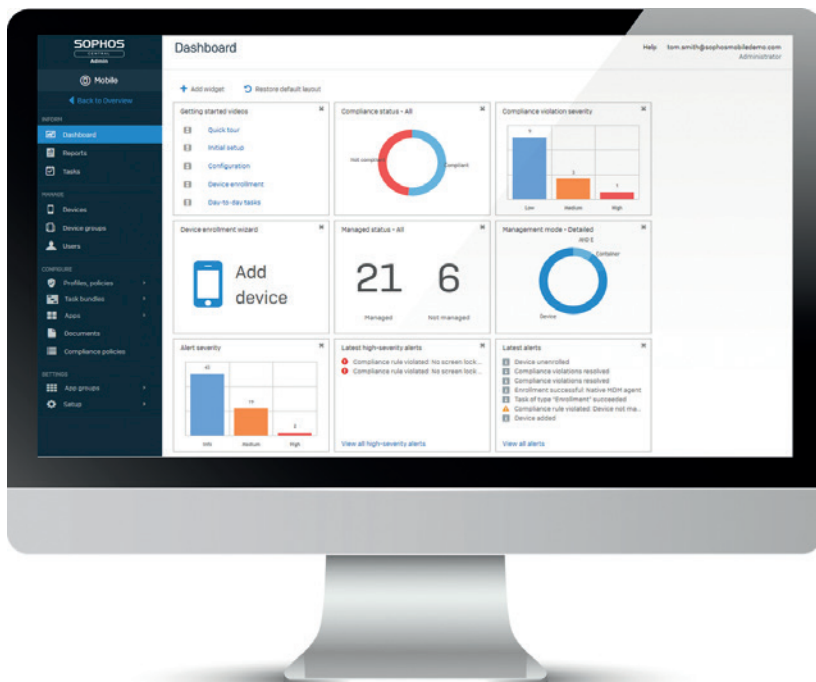 SOPHOS
CENTRAL
Admin
Mobile
Back to Overview
INFORM
Dashboard
Reports
Tasks
MANAGE
Devices
Device groups
Users
CONFIGURE
Profiles, policies
Task bundles
Apps
Documents
Compliance policies
SETTINGS
App groups
Setup
Dashboard
Help tom.smith@sophosmobiledemo.com
Administrator
Add widget Restore default layout
Getting started videos
Quick tour
Initial setup
Configuration
Device enrollment
Day-to-day tasks
Compliance status - All
Not compliant
Compliant
Compliance violation severity
Low Medium High
Device enrollment wizard
Add
device
Managed status - All
21 6
Managed Not managed
Management mode - Detailed
Container
Device
Alert severity
2
Info Medium High
Latest high-severity alerts
Compliance rule violated: No screen lock...
Compliance rule violated: No screen lock...
View all high-severity alerts
Latest alerts
Device unenrolled
Compliance violations resolved
Compliance violations resolved
Enrollment successful: Native MDM agent
Task of type "Enrollment" succeeded
Compliance rule violated: Device not ma...
Device added
View all alerts